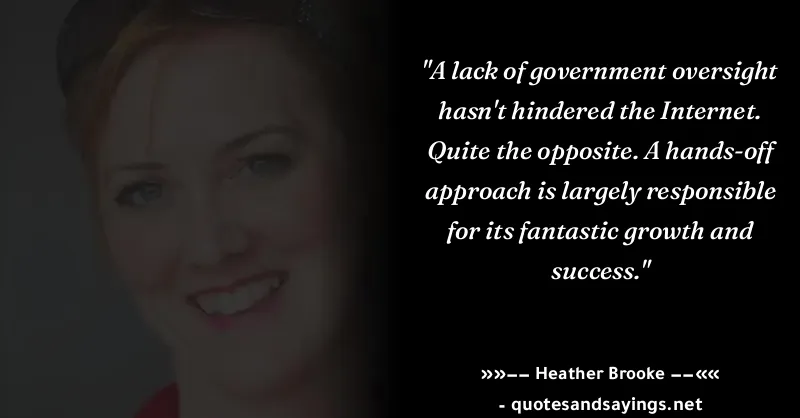 "A lack of government oversight
hasn't hindered the Internet.
Quite the opposite. A hands-off
approach is largely responsible
for its fantastic growth and
success."
»»–– Heather Brooke ––««
- quotesandsayings.net